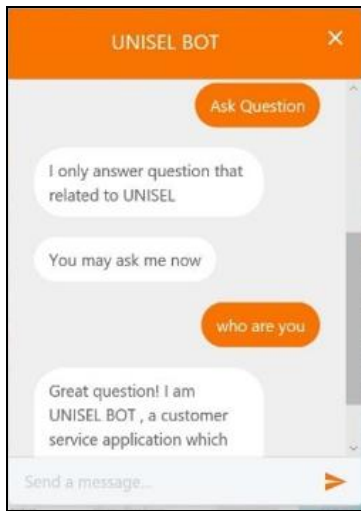 UNISEL BOT
Ask Question
I only answer question that
related to UNISEL
You may ask me now
who are you
Great question! I am
UNISEL BOT , a customer
service application which
Send a message...